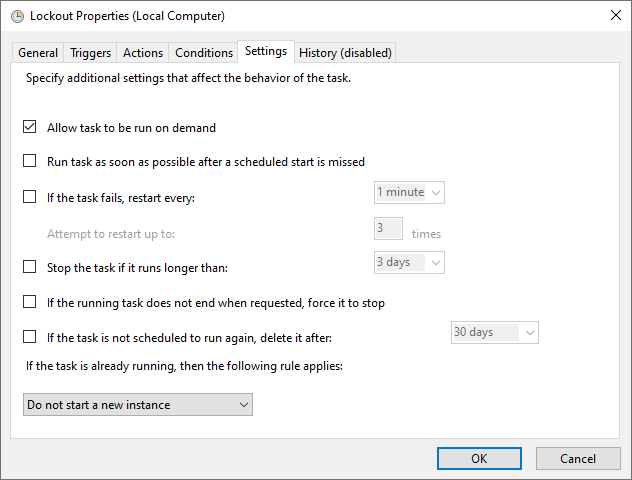 Lockout Properties (Local Computer)
General Triggers Actions Conditions Settings History (disabled)
Specify additional settings that affect the behavior of the task.
Allow task to be run on demand
Run task as soon as possible after a scheduled start is missed
If the task fails, restart every: 1 minute
Attempt to restart up to: 3 times
Stop the task if it runs longer than: 3 days
If the running task does not end when requested, force it to stop
If the task is not scheduled to run again, delete it after: 30 days
If the task is already running, then the following rule applies:
Do not start a new instance
OK Cancel